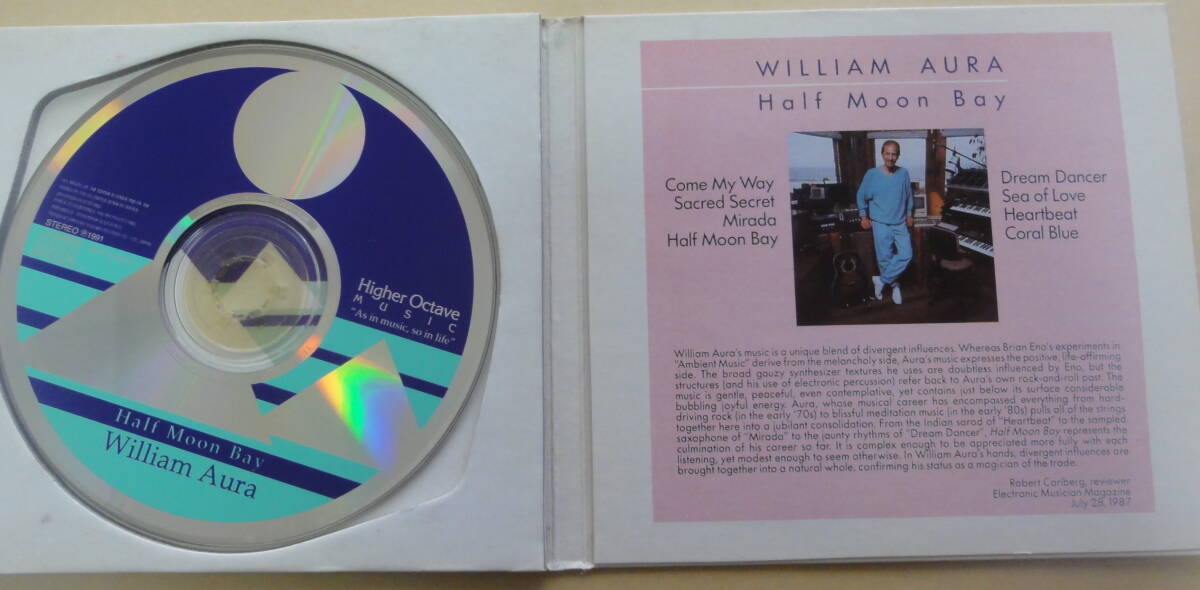 STEREO ℗1991
Higher Octave
MUSIC
"As in music, so in life"
Half Moon Bay
William Aura
WILLIAM AURA
Half Moon Bay
Come My Way
Sacred Secret
Mirada
Half Moon Bay
Dream Dancer
Sea of Love
Heartbeat
Coral Blue
William Aura's music is a unique blend of divergent influences. Whereas Brian Eno's experiments in
"Ambient Music" derive from the melancholy side, Aura's music expresses the positive, life-affirming
side. The broad gauzy synthesizer textures he uses are doubtless influenced by Eno, but the
structures (and his use of electronic percussion) refer back to Aura's own rock-and-roll past. The
music is gentle, peaceful, even contemplative, yet contains just below its surface considerable
bubbling joyful energy. Aura, whose musical career has encompassed everything from hard-
driving rock (in the early '70s) to blissful meditation music (in the early '80s) pulls all of the strings
together here into a jubilant consolidation. From the Indian sarod of "Heartbeat" to the sampled
saxophone of "Mirada" to the jaunty rhythms of "Dream Dancer", Half Moon Bay represents the
culmination of his career so far. It is complex enough to be appreciated more fully with each
listening, yet modest enough to seem otherwise. In William Aura's hands, divergent influences are
brought together into a natural whole, confirming his status as a magician of the trade.
Robert Carlberg, reviewer
Electronic Musician Magazine
July 28, 1987